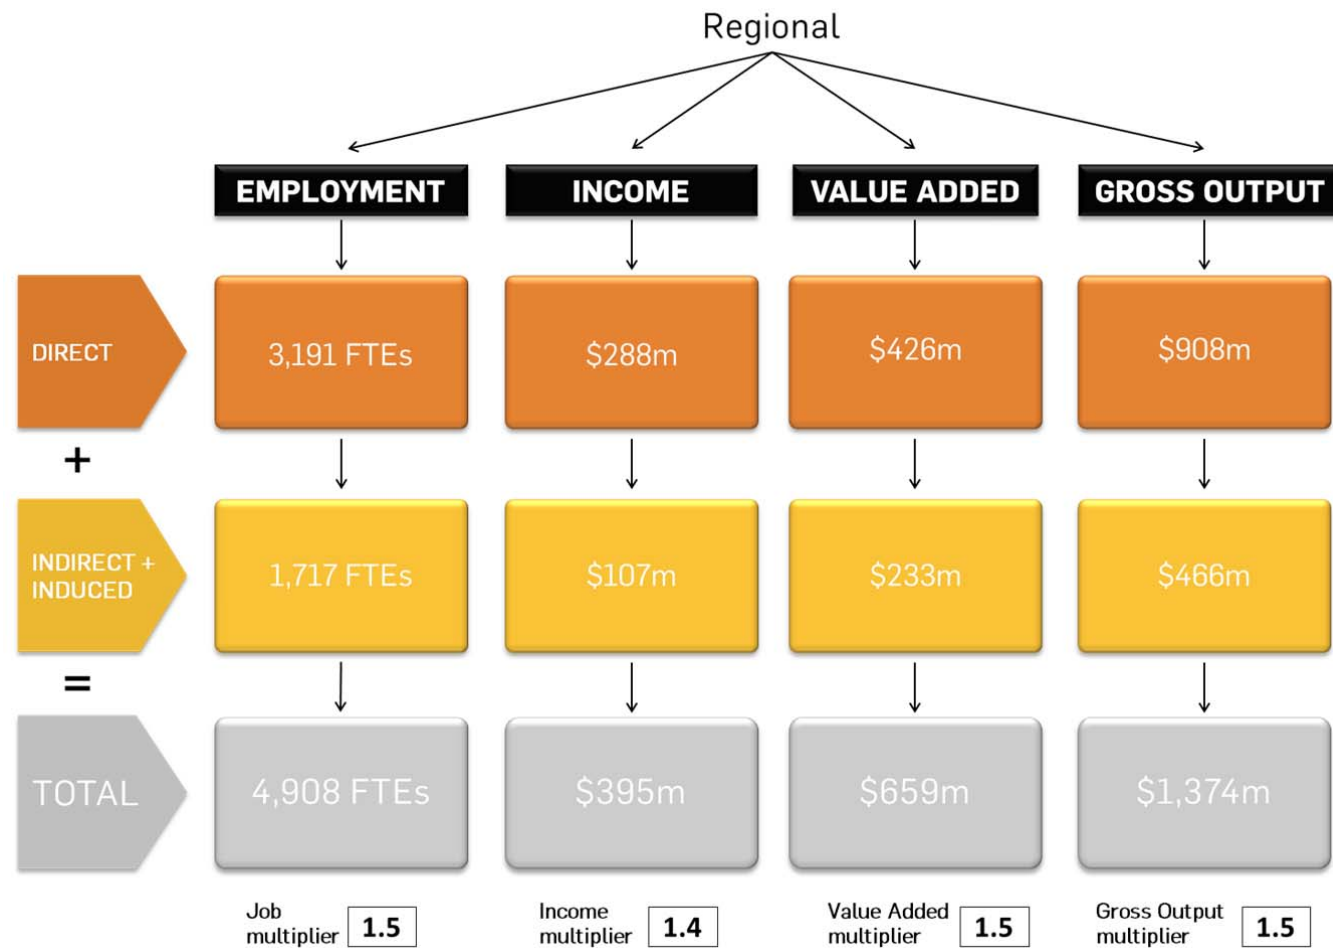 Regional
EMPLOYMENT
INCOME
VALUE ADDED
GROSS OUTPUT
DIRECT
3,191 FTEs
$288m
$426m
$908m
+
INDIRECT +
INDUCED
1,717 FTEs
$107m
$233m
$466m
=
TOTAL
4,908 FTEs
$395m
$659m
$1,374m
Job
multiplier
1.5
Income
multiplier
1.4
Value Added
multiplier
1.5
Gross Output
multiplier
1.5